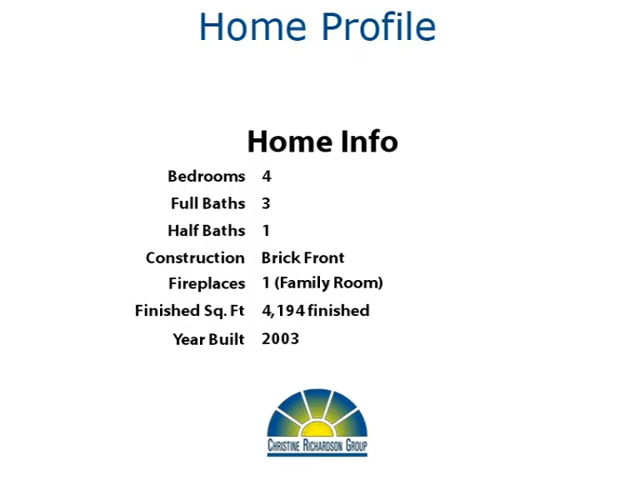 Home Profile
Home Info
Bedrooms 4
Full Baths 3
Half Baths 1
Construction Brick Front
Fireplaces 1 (Family Room)
Finished Sq. Ft 4,194 finished
Year Built 2003
CHRISTINE RICHARDSON GROUP